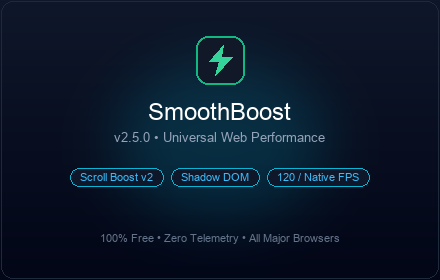 SmoothBoost
v2.5.0 • Universal Web Performance
Scroll Boost v2 Shadow DOM 120 / Native FPS
100% Free • Zero Telemetry • All Major Browsers